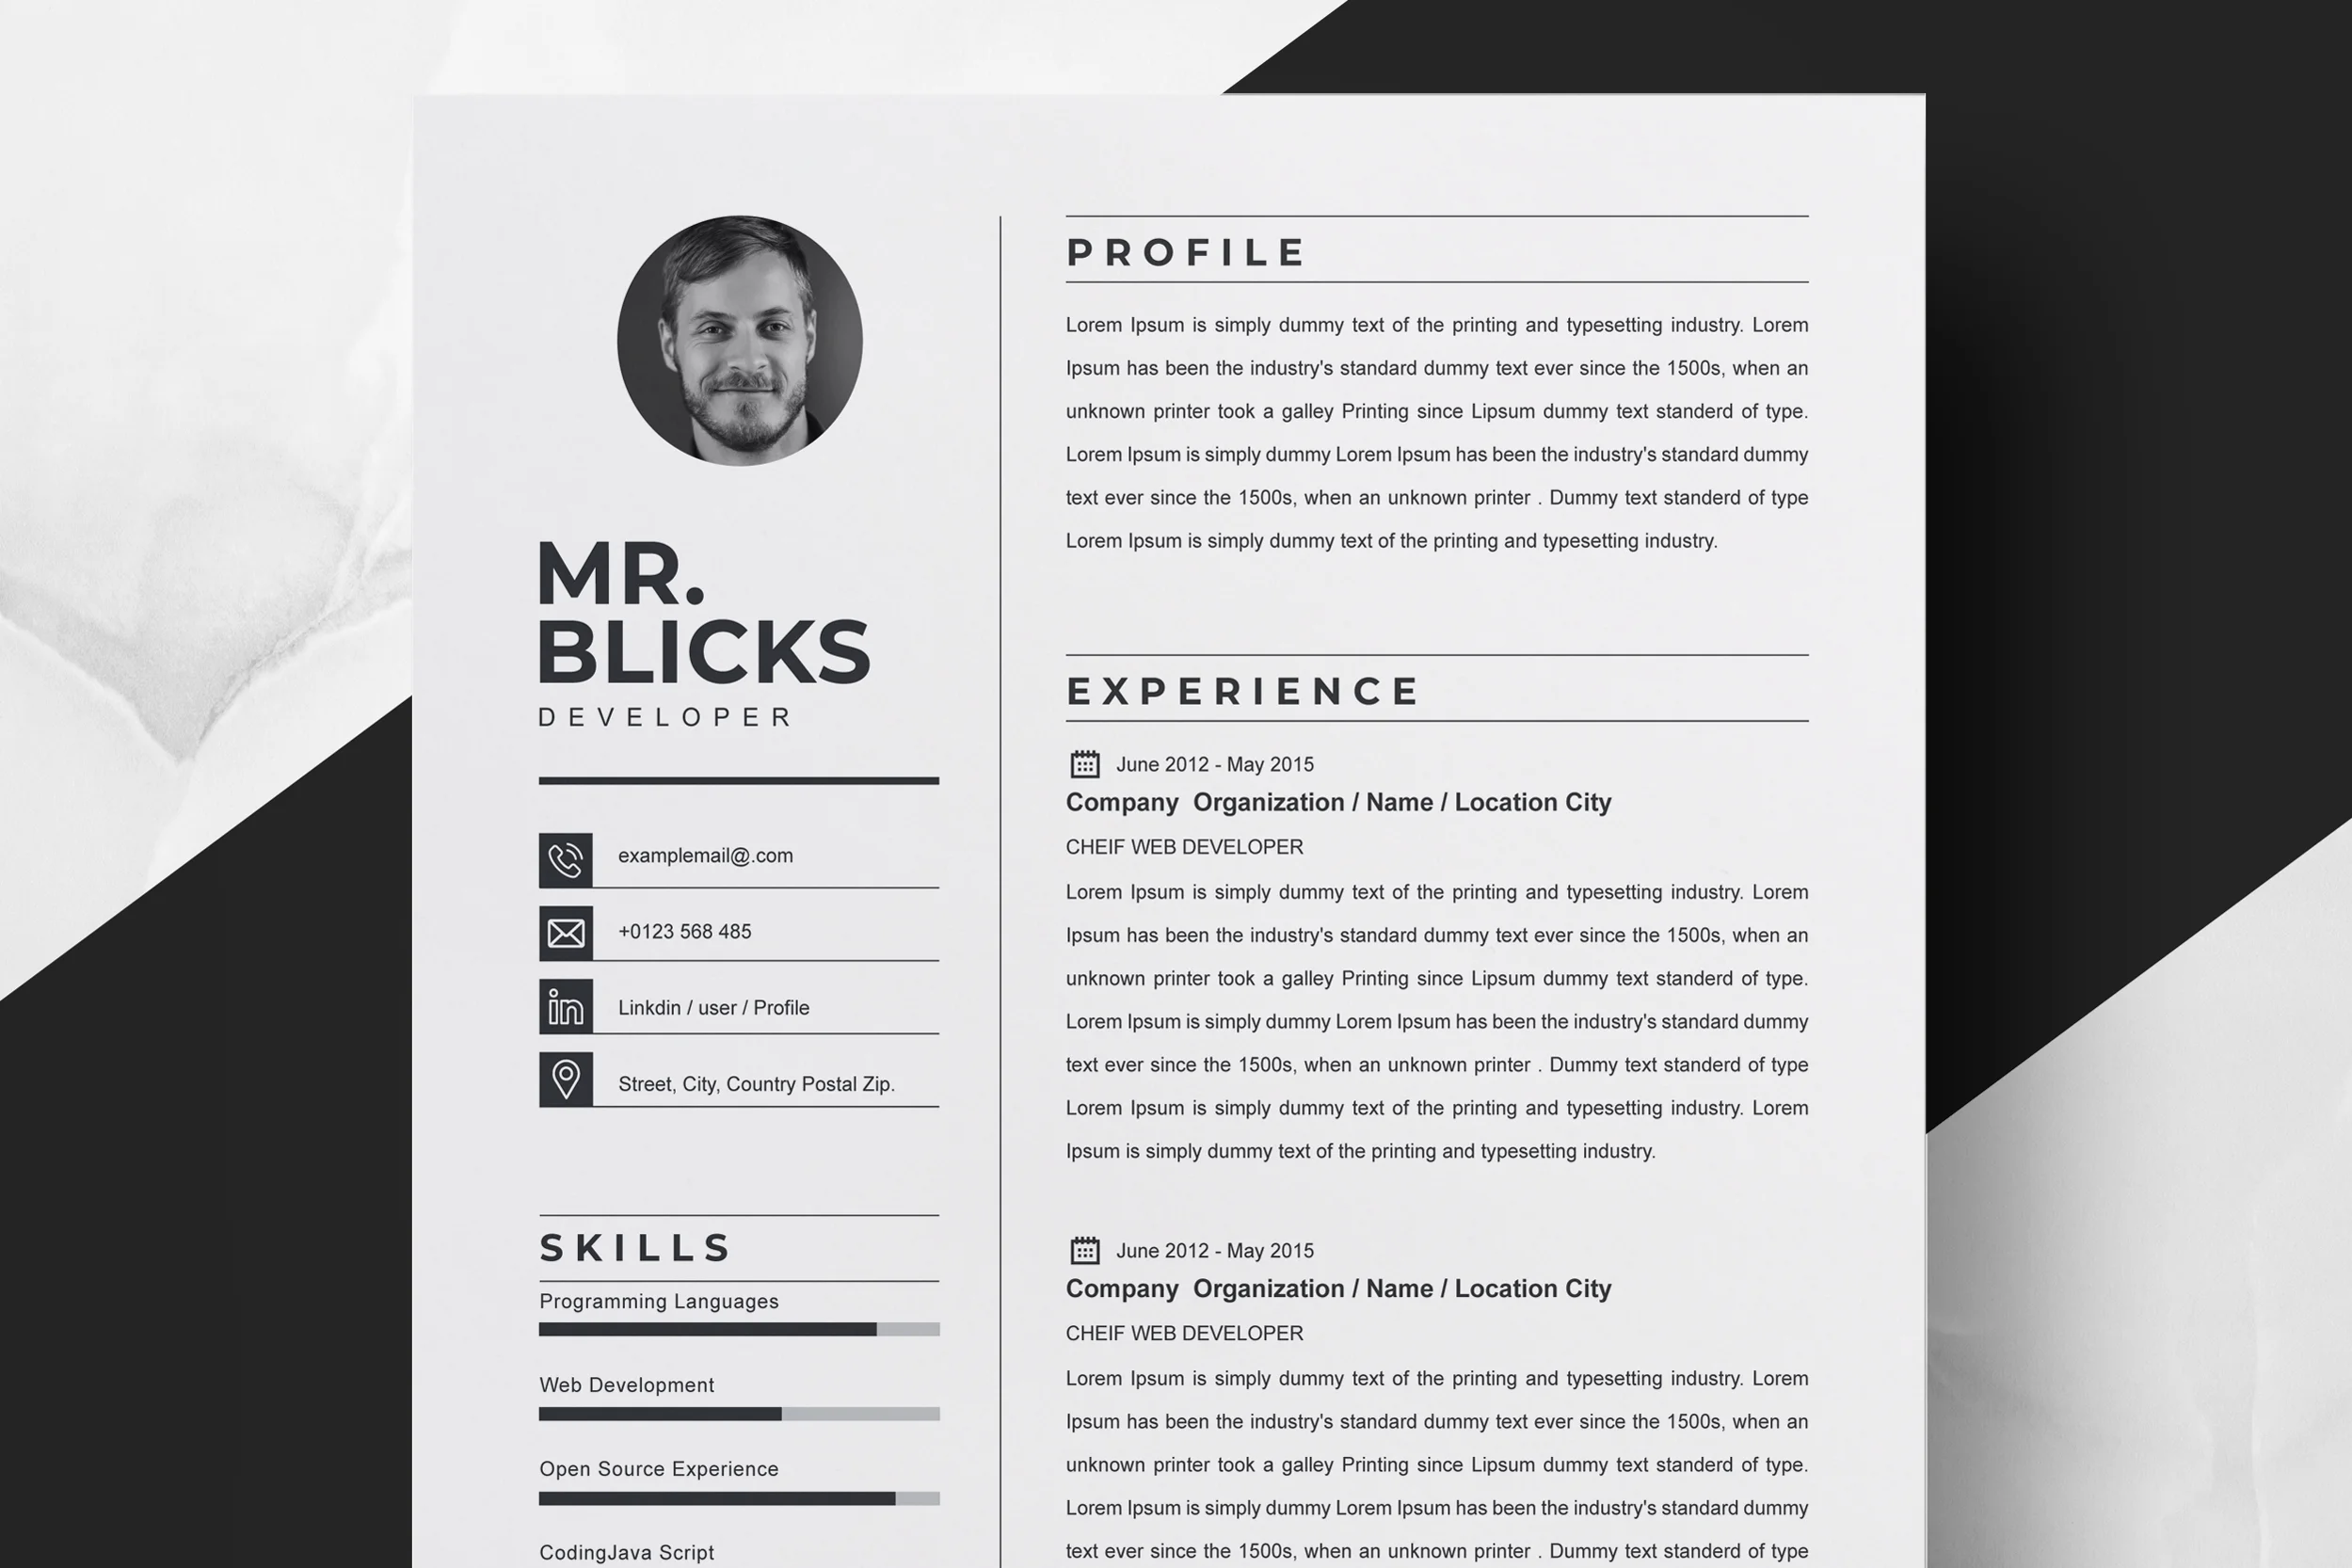 MR.
BLICKS
DEVELOPER
examplemail@.com
+0123 568 485
in
Linkdin / user / Profile
Street, City, Country Postal Zip.
SKILLS
Programming Languages
Web Development
Open Source Experience
CodingJava Script
PROFILE
Lorem Ipsum is simply dummy text of the printing and typesetting industry. Lorem
Ipsum has been the industry's standard dummy text ever since the 1500s, when an
unknown printer took a galley Printing since Lipsum dummy text standerd of type.
Lorem Ipsum is simply dummy Lorem Ipsum has been the industry's standard dummy
text ever since the 1500s, when an unknown printer . Dummy text standerd of type
Lorem Ipsum is simply dummy text of the printing and typesetting industry.
EXPERIENCE
June 2012 - May 2015
Company Organization / Name / Location City
CHEIF WEB DEVELOPER
Lorem Ipsum is simply dummy text of the printing and typesetting industry. Lorem
Ipsum has been the industry's standard dummy text ever since the 1500s, when an
unknown printer took a galley Printing since Lipsum dummy text standerd of type.
Lorem Ipsum is simply dummy Lorem Ipsum has been the industry's standard dummy
text ever since the 1500s, when an unknown printer . Dummy text standerd of type
Lorem Ipsum is simply dummy text of the printing and typesetting industry. Lorem
Ipsum is simply dummy text of the printing and typesetting industry.
June 2012 - May 2015
Company Organization / Name / Location City
CHEIF WEB DEVELOPER
Lorem Ipsum is simply dummy text of the printing and typesetting industry. Lorem
Ipsum has been the industry's standard dummy text ever since the 1500s, when an
unknown printer took a galley Printing since Lipsum dummy text standerd of type.
Lorem Ipsum is simply dummy Lorem Ipsum has been the industry's standard dummy
text ever since the 1500s, when an unknown printer . Dummy text standerd of type